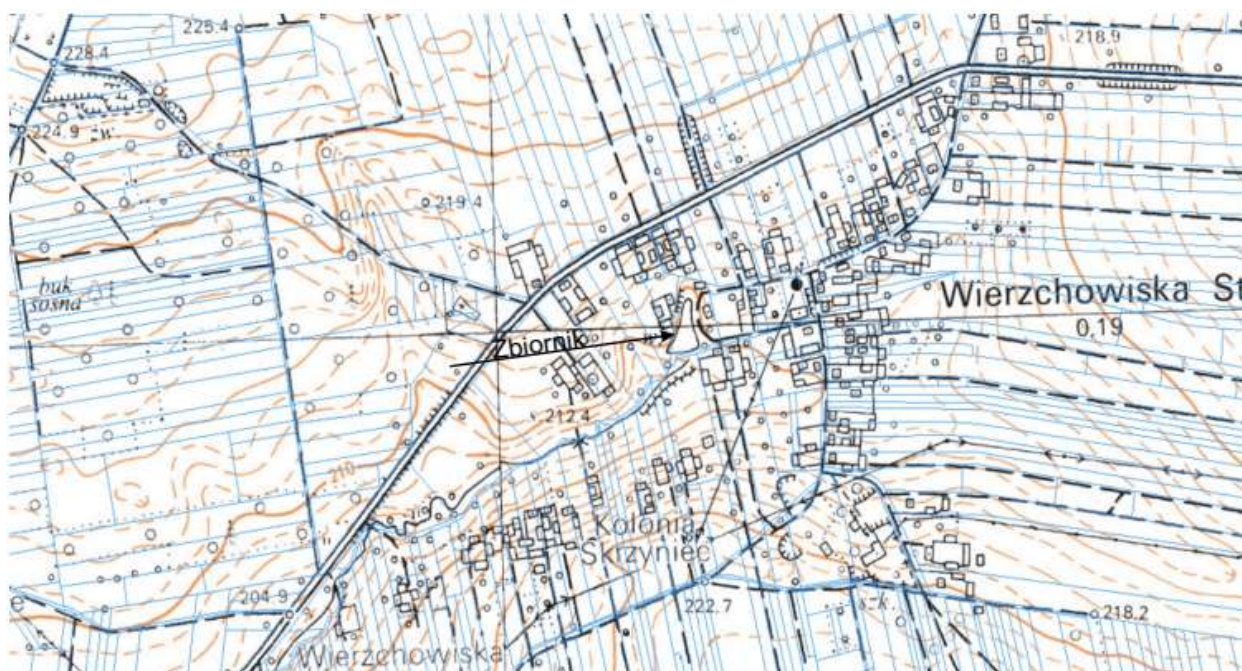 225.4
218,9
228.4
224.9
ż.w.
219.4
buk
sosna
Wierzchowiska St
0,19
Zbiornik
212.4
210
Kolonia
Skrzyniec
204.9
222.7
szk.
218.2
Wierzchowiska
e